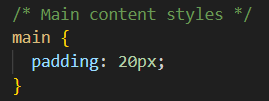 /* Main content styles */
main {
  padding: 20px;
}